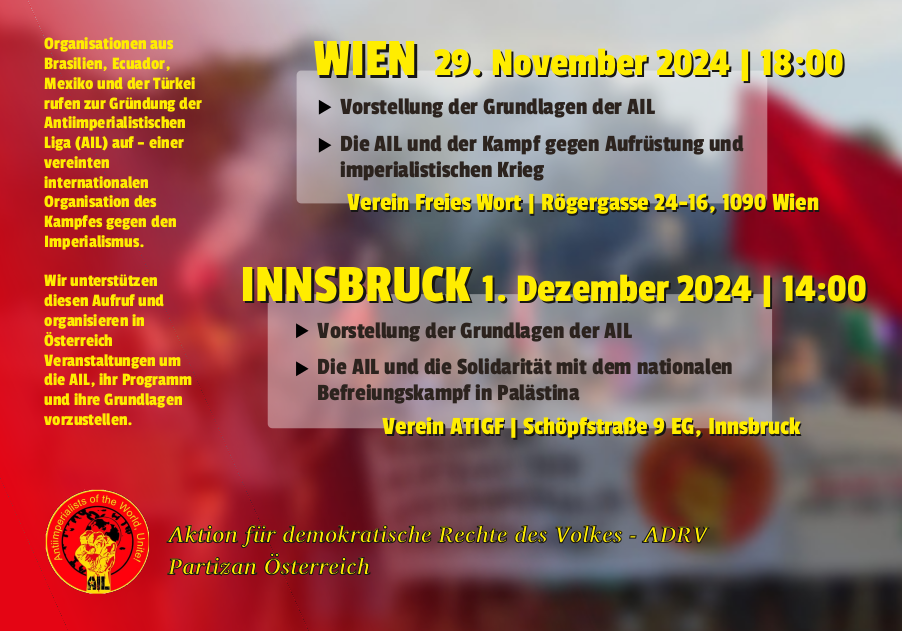 Organisationen aus
Brasilien, Ecuador,
Mexiko und der Türkei
rufen zur Gründung der
Antiimperialistischen
Liga (AIL) auf – einer
vereinten
internationalen
Organisation des
Kampfes gegen den
Imperialismus.
Wir unterstützen
diesen Aufruf und
organisieren in
Österreich
Veranstaltungen um
die AIL, ihr Programm
und ihre Grundlagen
vorzustellen.
WIEN 29. November 2024 | 18:00
Vorstellung der Grundlagen der AIL
Die AIL und der Kampf gegen Aufrüstung und
imperialistischen Krieg
Verein Freies Wort | Rögergasse 24-16, 1090 Wien
INNSBRUCK 1. Dezember 2024 | 14:00
Vorstellung der Grundlagen der AIL
Die AIL und die Solidarität mit dem nationalen
Befreiungskampf in Palästina
Verein ATIGF | Schöpfstraße 9 EG, Innsbruck
Antiimperialists of the World, Unite!
AIL
Aktion für demokratische Rechte des Volkes - ADRV
Partizan Österreich